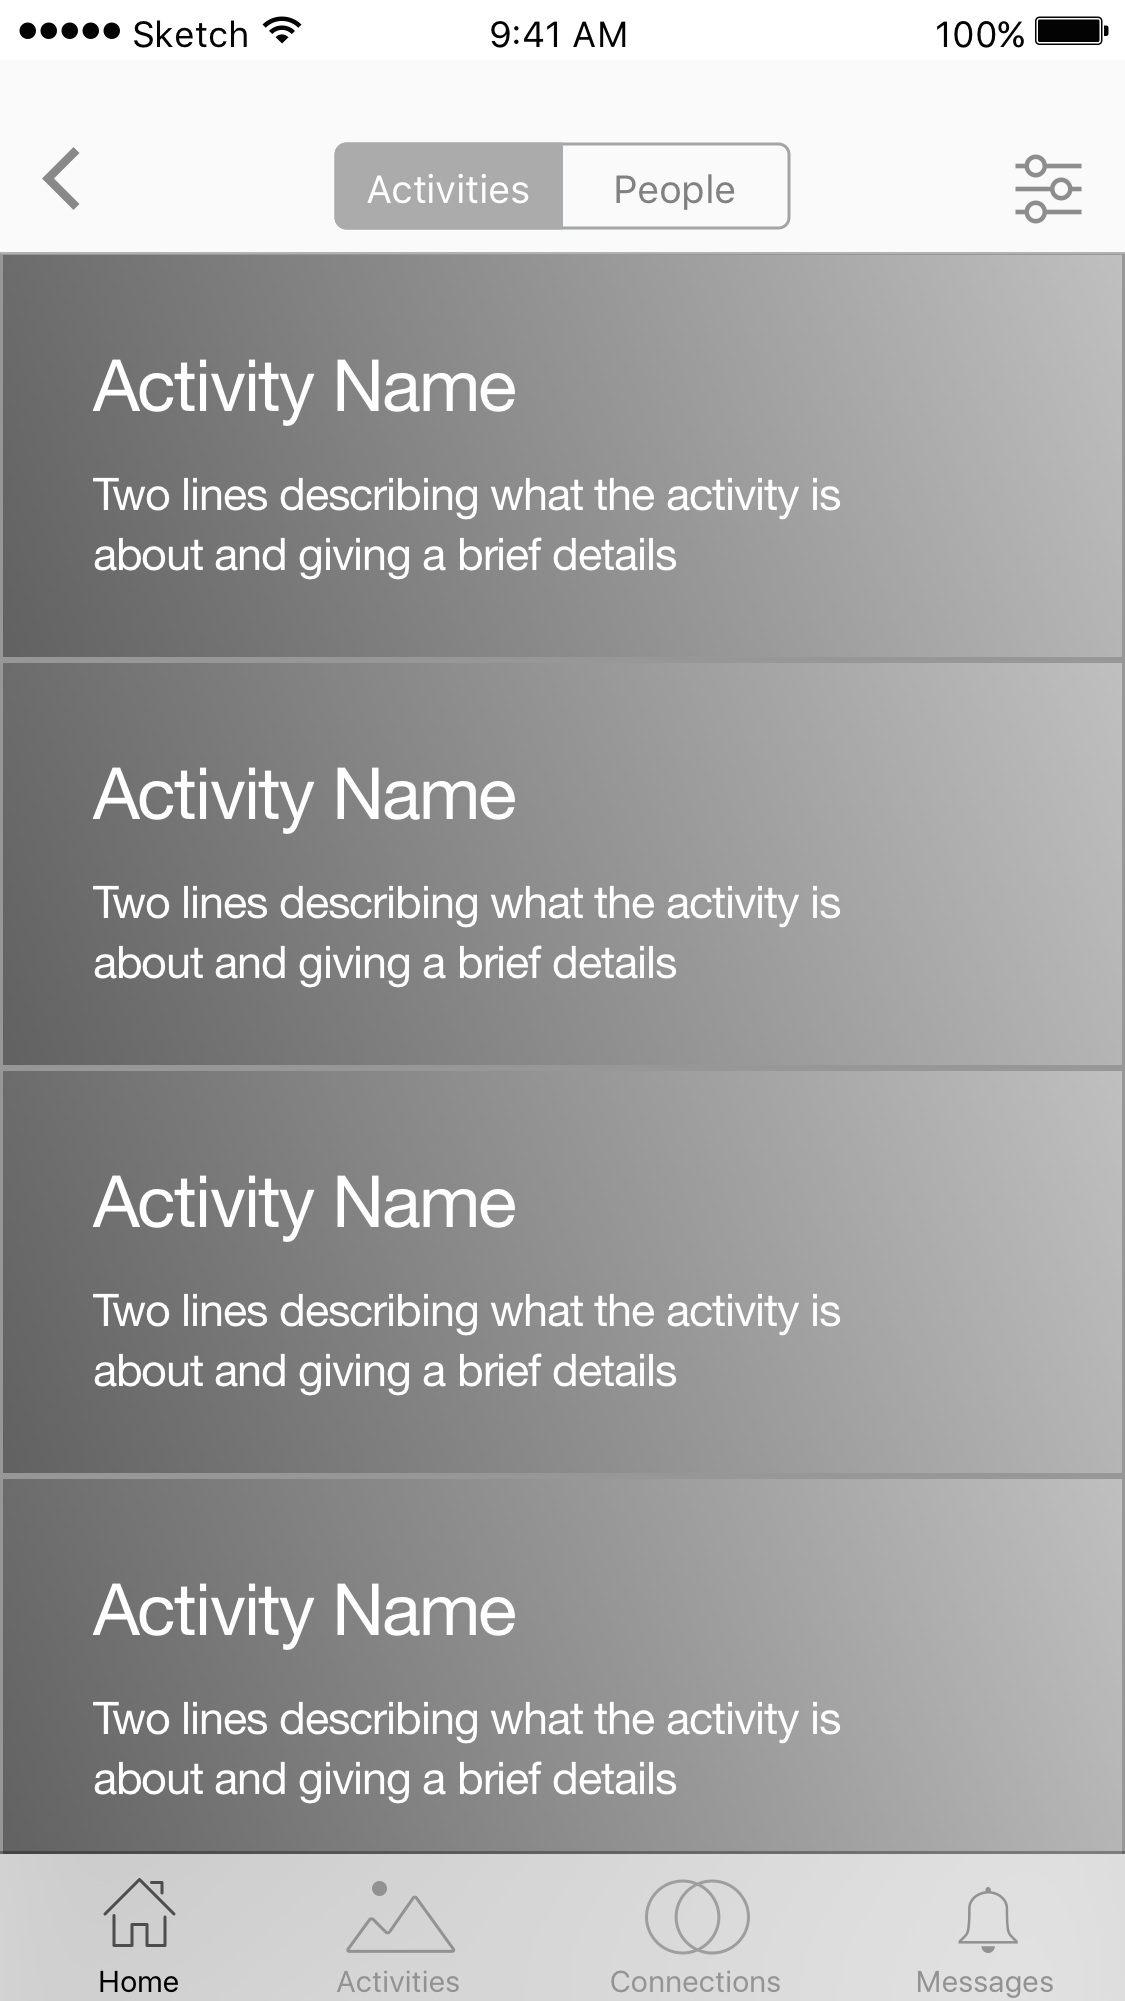 Sketch 9:41 AM 100%
Activities People
Activity Name
Two lines describing what the activity is
about and giving a brief details
Activity Name
Two lines describing what the activity is
about and giving a brief details
Activity Name
Two lines describing what the activity is
about and giving a brief details
Activity Name
Two lines describing what the activity is
about and giving a brief details
Home Activities Connections Messages